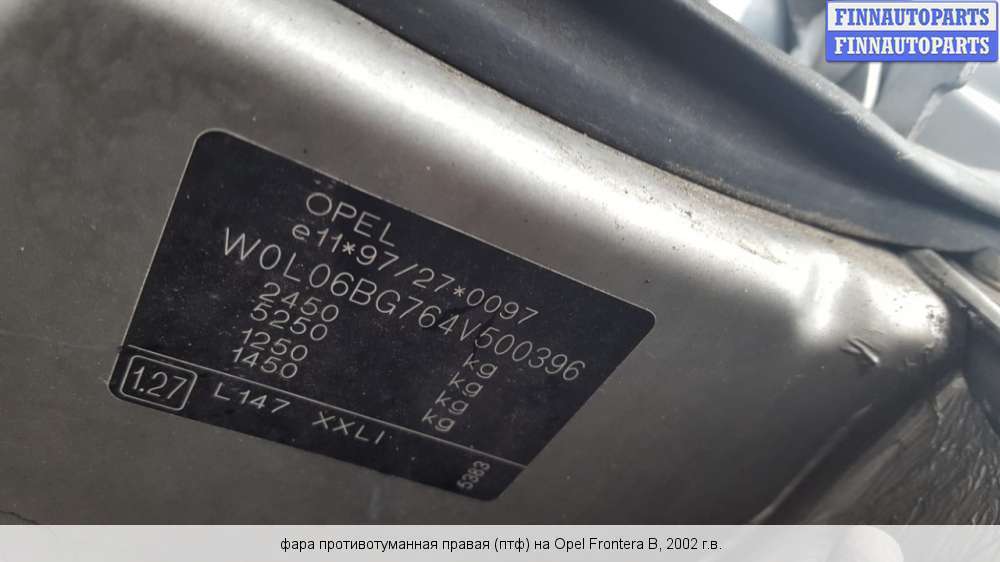 FINNAUTOPARTS
FINNAUTOPARTS
OPEL
e11*97/27*0097
W0L06BG764V500396
2450 kg
5250 kg
1250 kg
1450 kg
1.27 L147 XXLI
5383
фара противотуманная правая (птф) на Opel Frontera B, 2002 г.в.